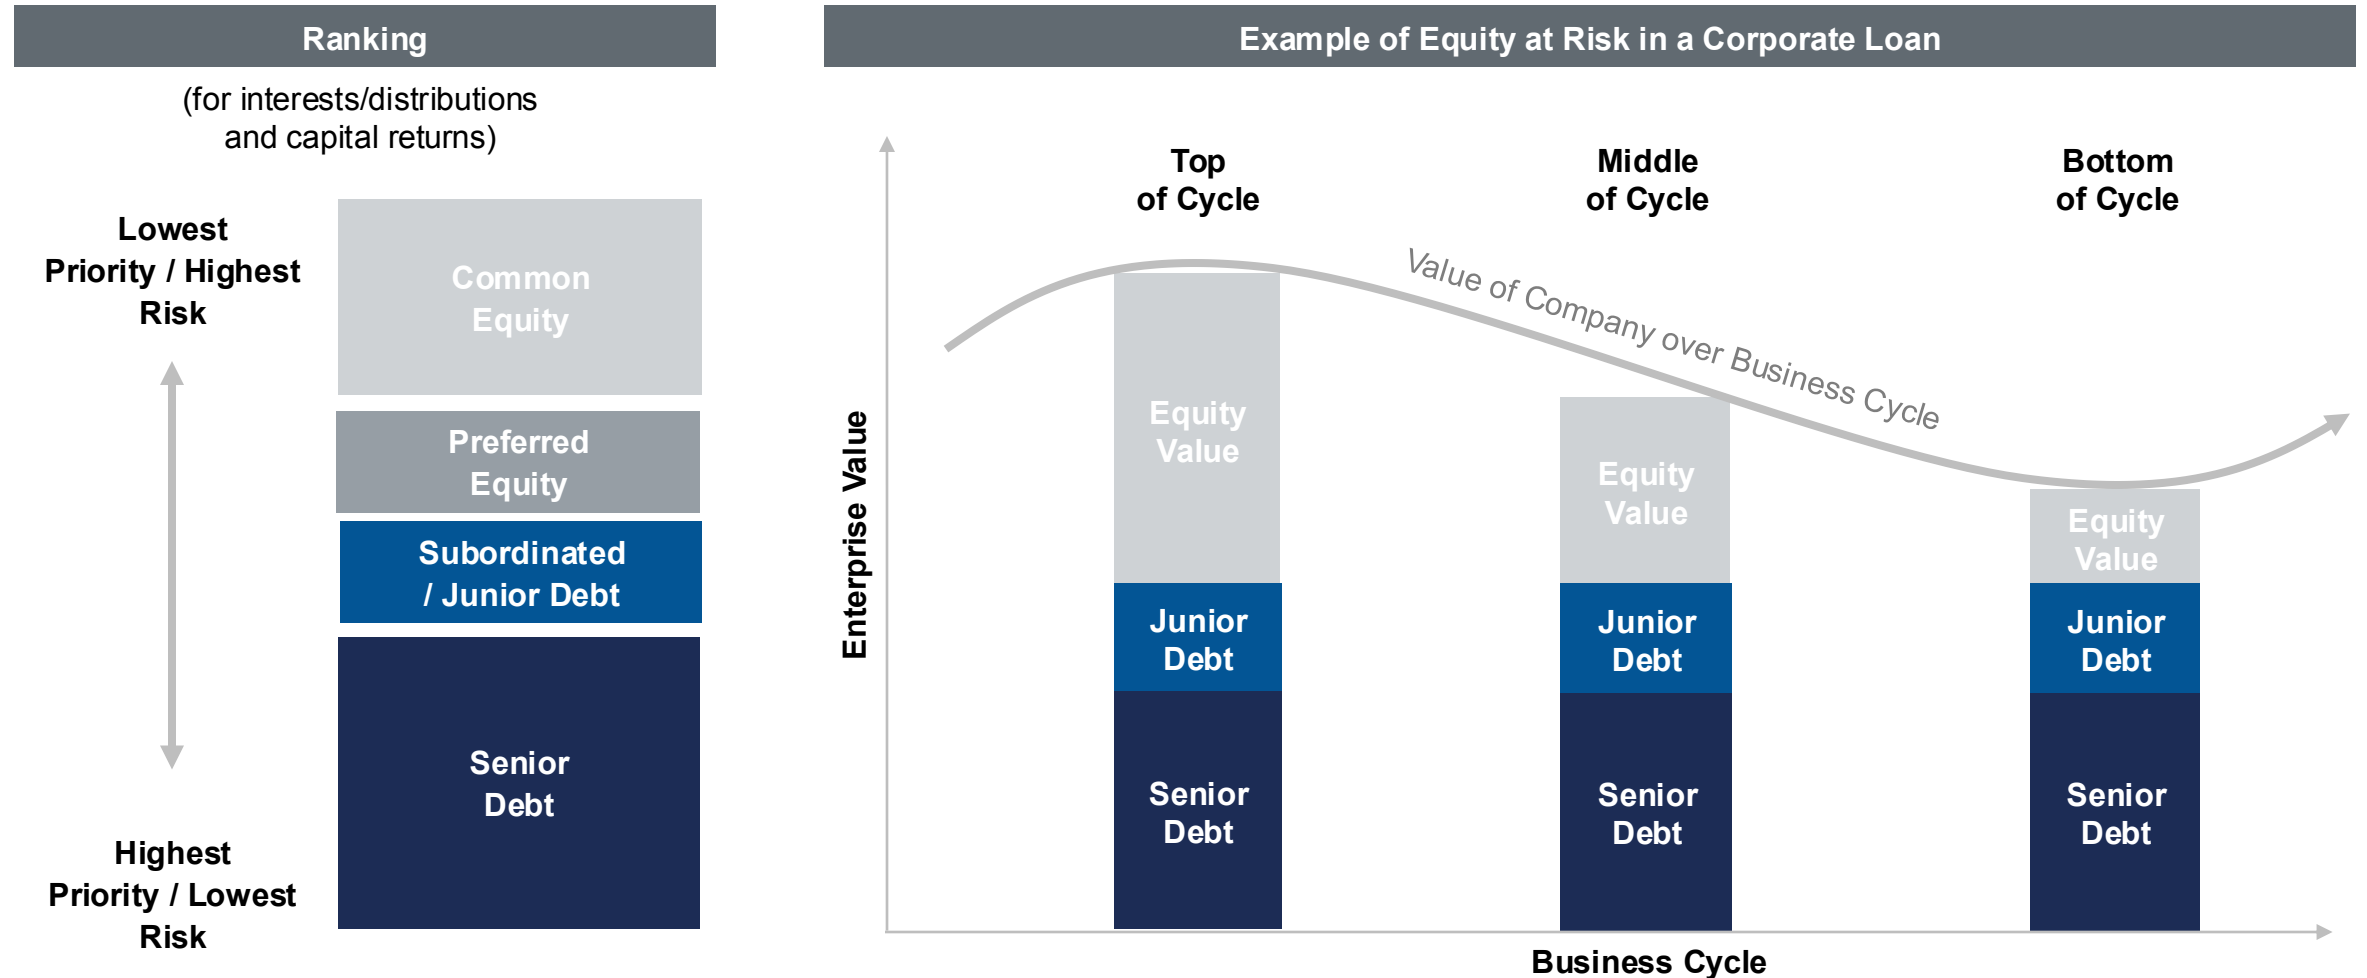 Ranking
(for interests/distributions
and capital returns)
Lowest
Priority / Highest
Risk
Common
Equity
Preferred
Equity
Subordinated
/ Junior Debt
Senior
Debt
Highest
Priority / Lowest
Risk
Example of Equity at Risk in a Corporate Loan
Enterprise Value
Top
of Cycle
Middle
of Cycle
Bottom
of Cycle
Value of Company over Business Cycle
Equity
Value
Junior
Debt
Senior
Debt
Equity
Value
Junior
Debt
Senior
Debt
Equity
Value
Junior
Debt
Senior
Debt
Business Cycle